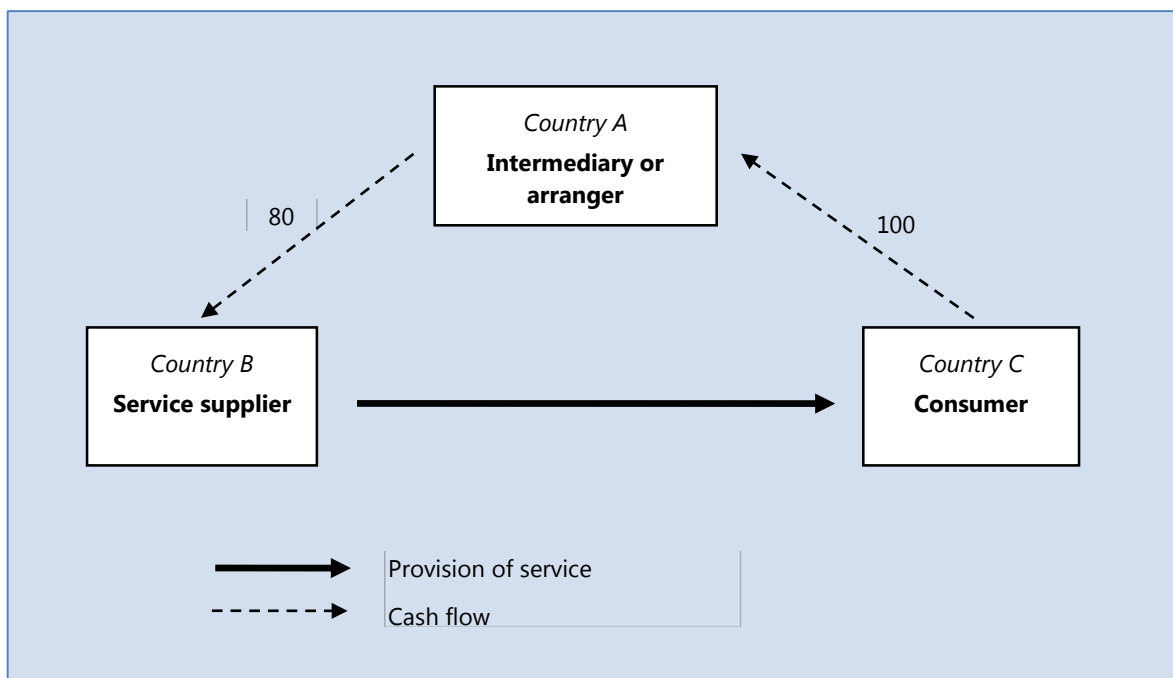 Country A
Intermediary or
arranger
80
100
Country B
Service supplier
Country C
Consumer
Provision of service
Cash flow